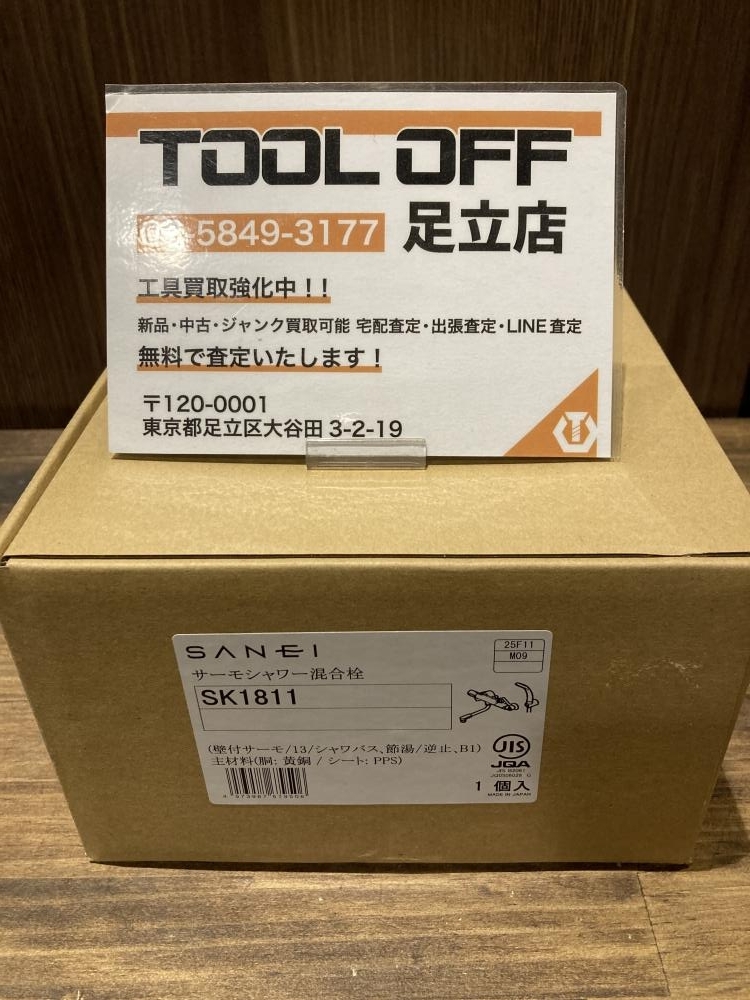 TOOL OFF
5849-3177 足立店
工具買取強化中!!
新品・中古・ジャンク買取可能 宅配査定・出張査定・LINE査定
無料で査定いたします!
〒120-0001
東京都足立区大谷田 3-2-19
SANEI
25F11
M09
サーモシャワー混合栓
SK1811
(壁付サーモ/13/シャワバス、節湯/逆止、B1)
主材料(胴: 黄銅 / シート: PPS)
JIS
JQA
1 個入
MADE IN JAPAN